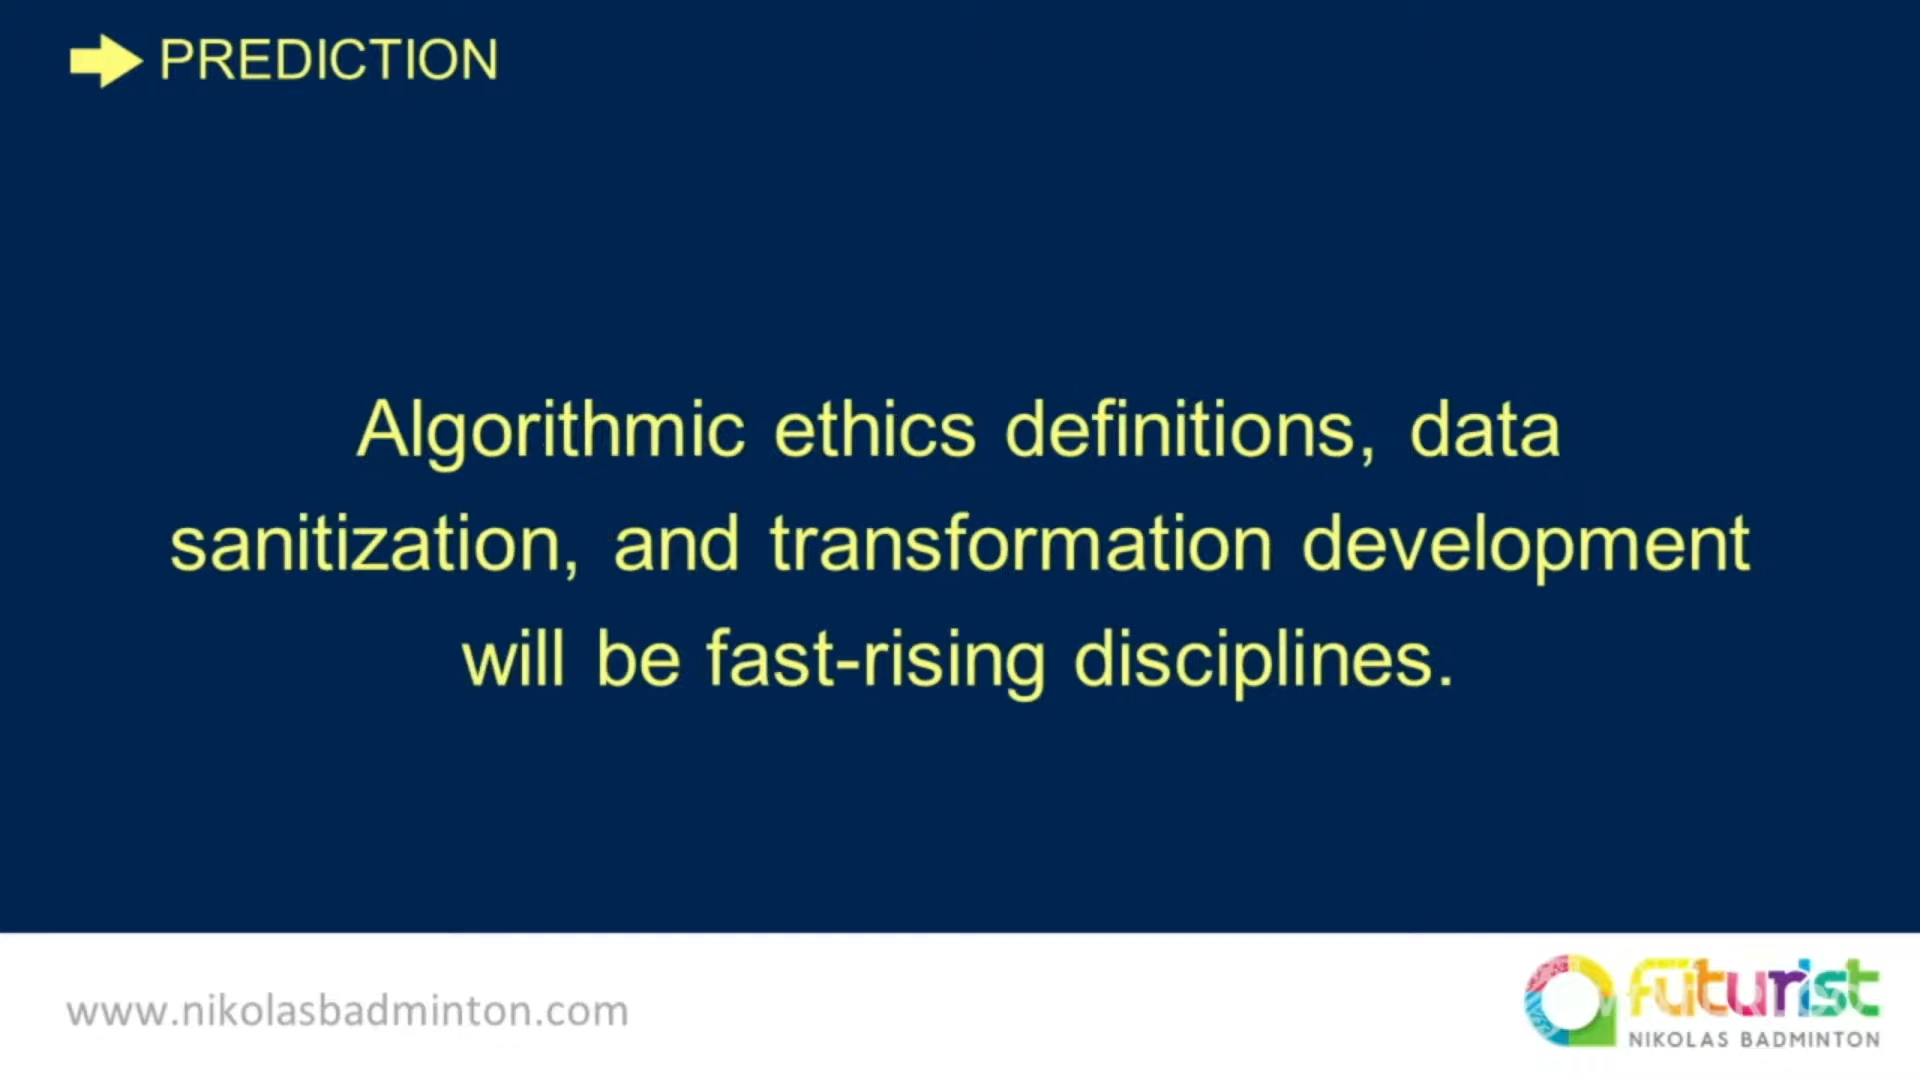 PREDICTION
Algorithmic ethics definitions, data
sanitization, and transformation development
will be fast-rising disciplines.
www.nikolasbadminton.com
futurist
NIKOLAS BADMINTON